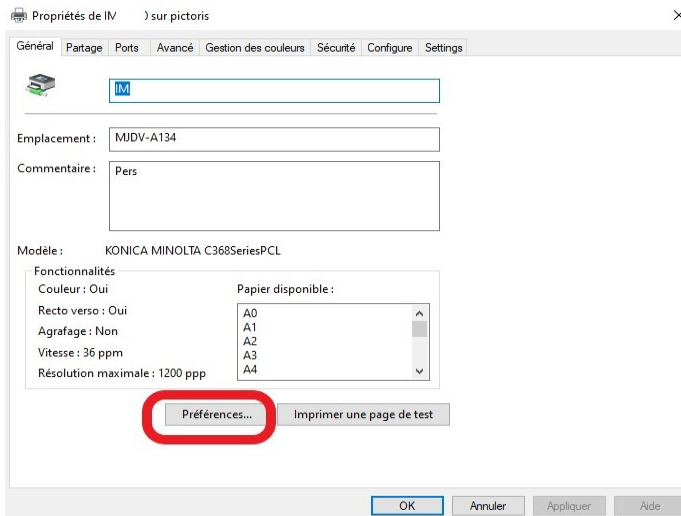 Propriétés de IM ) sur pictoris
Général Partage Ports Avancé Gestion des couleurs Sécurité Configure Settings
IM
Emplacement : MJDV-A134
Commentaire : Pers
Modèle : KONICA MINOLTA C368SeriesPCL
Fonctionnalités
Couleur : Oui Papier disponible :
Recto verso : Oui A0
Agrafage : Non A1
A2
Vitesse : 36 ppm A3
Résolution maximale : 1200 ppp A4
Préférences... Imprimer une page de test
OK Annuler Appliquer Aide